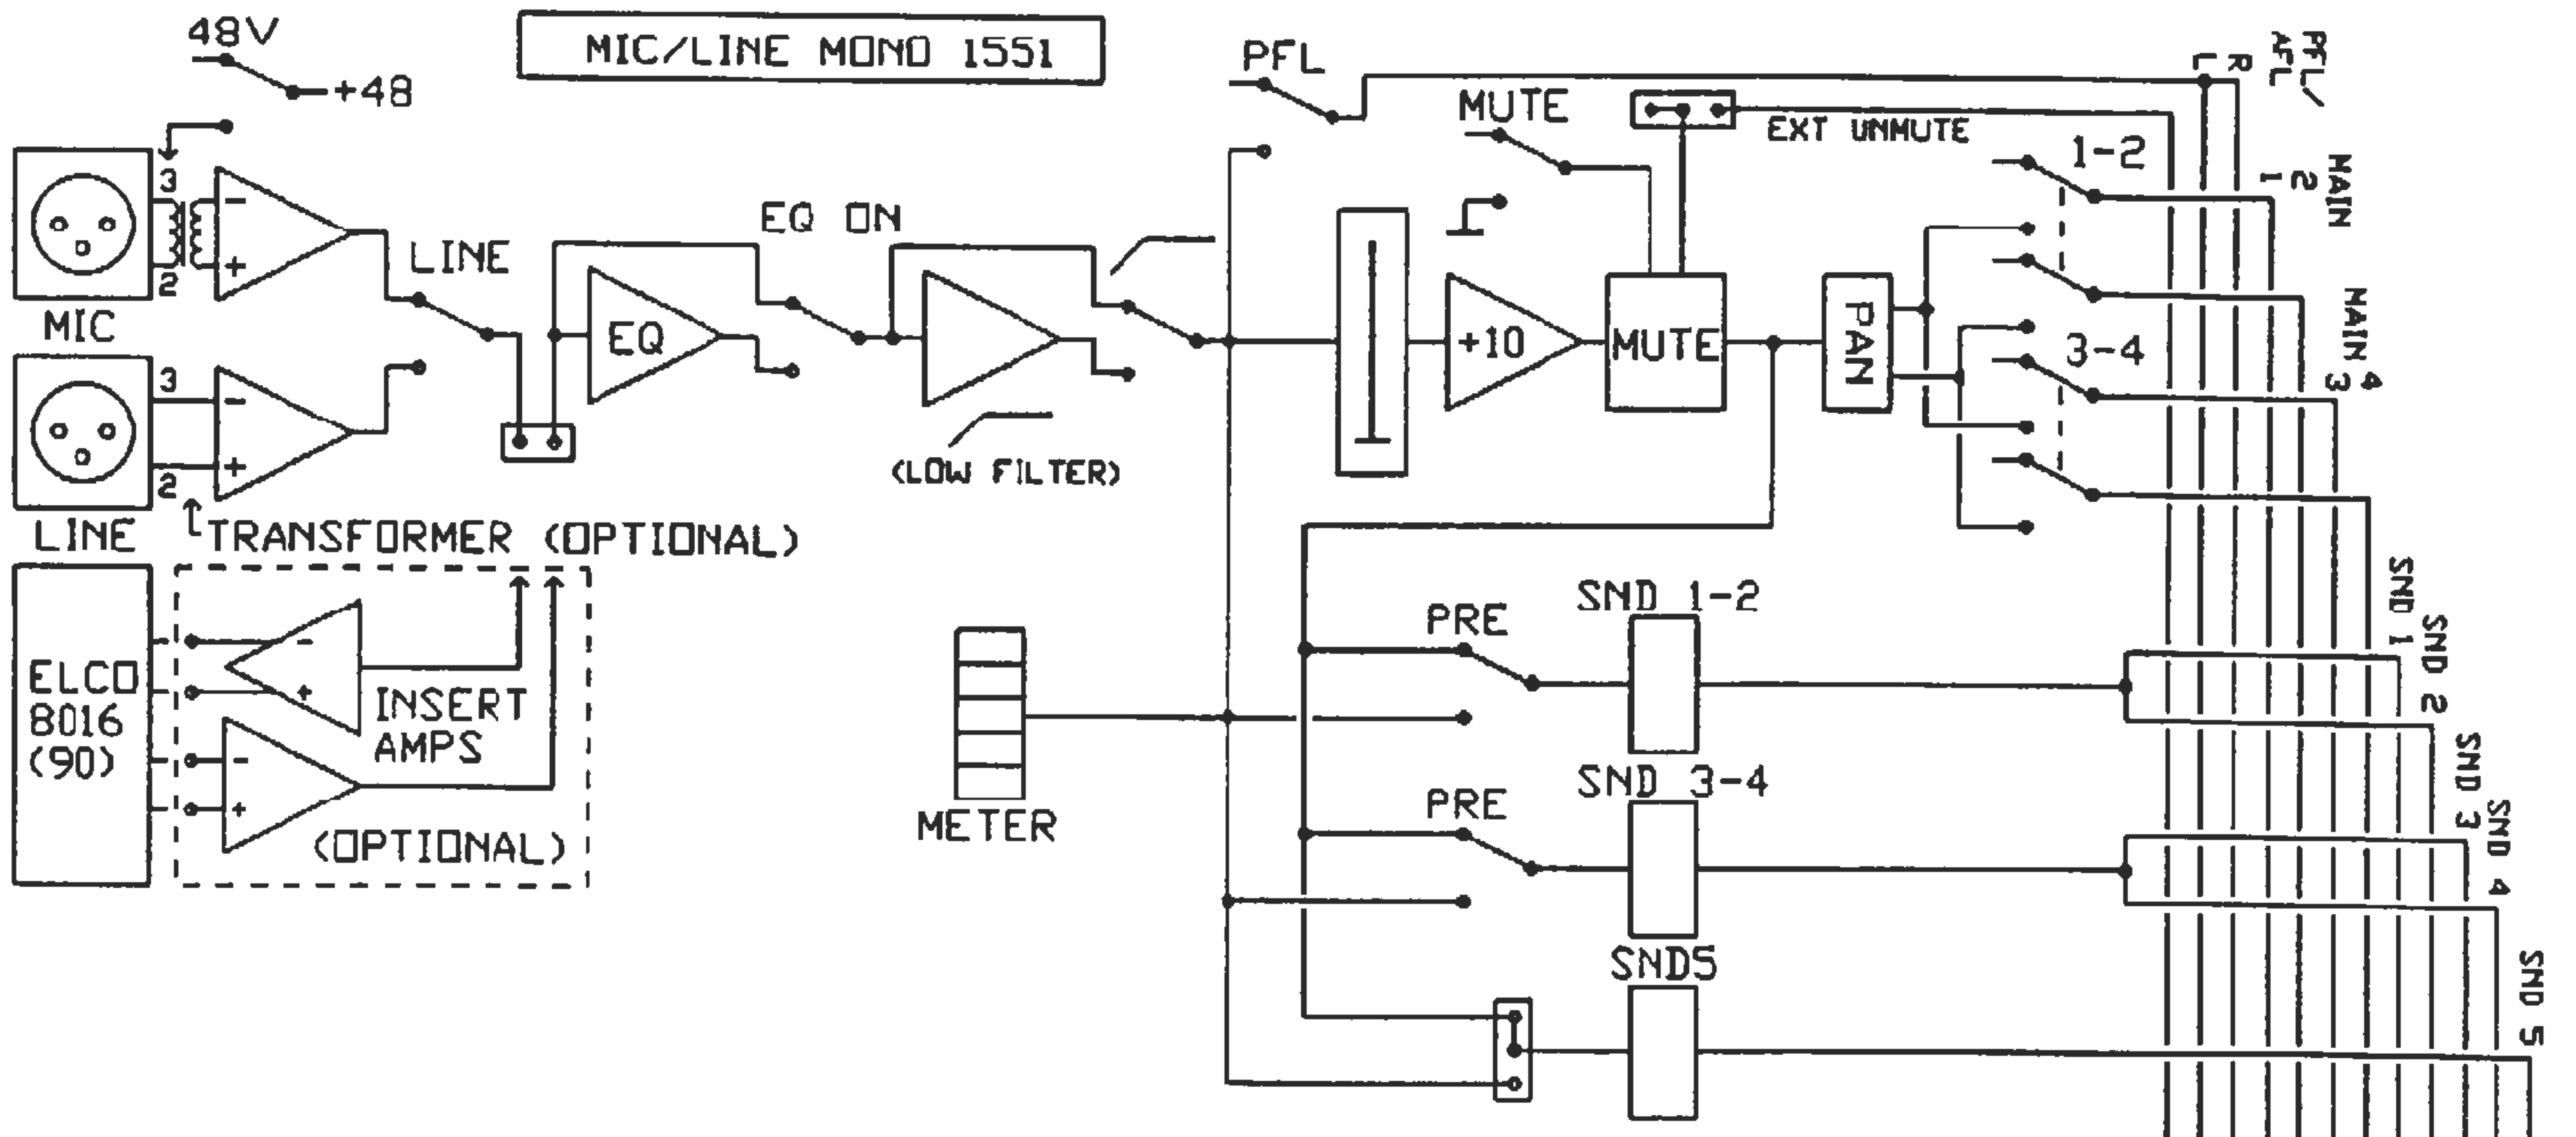 48V
MIC/LINE MONO 1551
+48
PFL
L
R
PFL/
AFL
MUTE
EXT UNMUTE
1-2
1
2
MAIN
3
-
+
2
MIC
LINE
EQ ON
EQ
+10
MUTE
PAN
3-4
MAIN
3
4
3
-
+
2
LINE
(LOW FILTER)
TRANSFORMER (OPTIONAL)
ELCO
8016
(90)
-
+
INSERT
AMPS
-
+
(OPTIONAL)
METER
PRE
SND 1-2
SND 1
SND 2
PRE
SND 3-4
SND 3
SND 4
SND5
SND 5